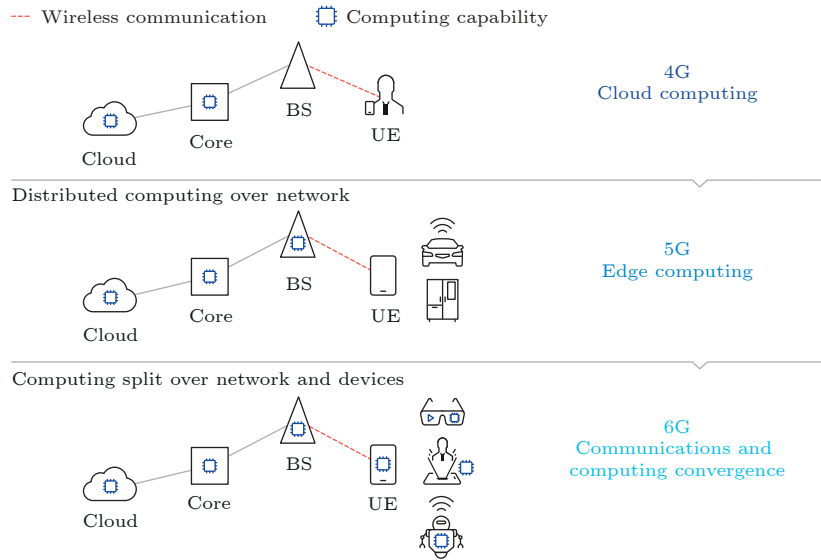 Wireless communication
Computing capability
Cloud
Core
BS
UE
4G
Cloud computing
Distributed computing over network
Cloud
Core
BS
UE
5G
Edge computing
Computing split over network and devices
Cloud
Core
BS
UE
6G
Communications and
computing convergence